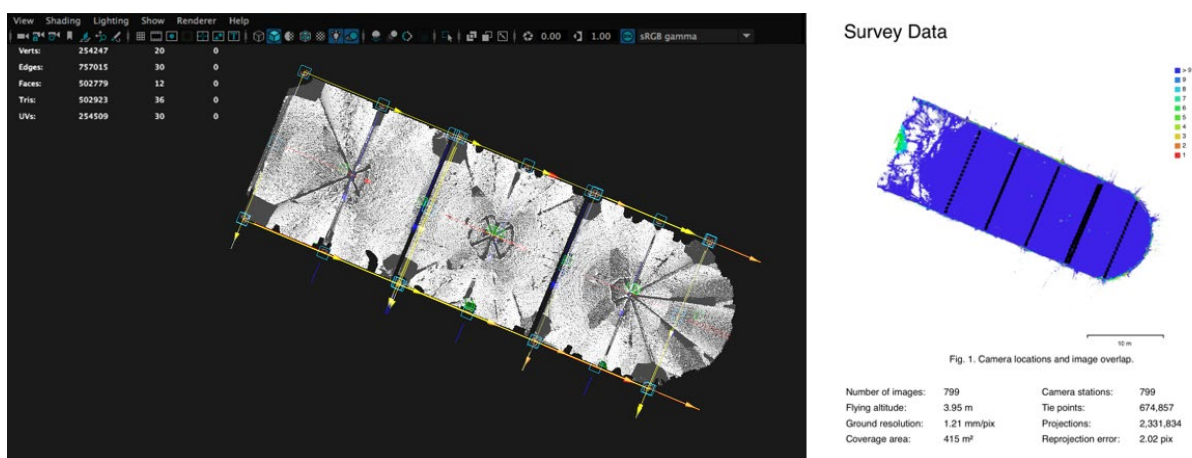 View Shading Lighting Show Renderer Help
0.00 1.00 sRGB gamma
Verts: 254247 20 0
Edges: 757015 30 0
Faces: 502779 12 0
Tris: 502923 36 0
UVs: 254509 30 0
Survey Data
> 9
9
8
7
6
5
4
3
2
1
10 m
Fig. 1. Camera locations and image overlap.
Number of images: 799 Camera stations: 799
Flying altitude: 3.95 m Tie points: 674,857
Ground resolution: 1.21 mm/pix Projections: 2,331,834
Coverage area: 415 m² Reprojection error: 2.02 pix